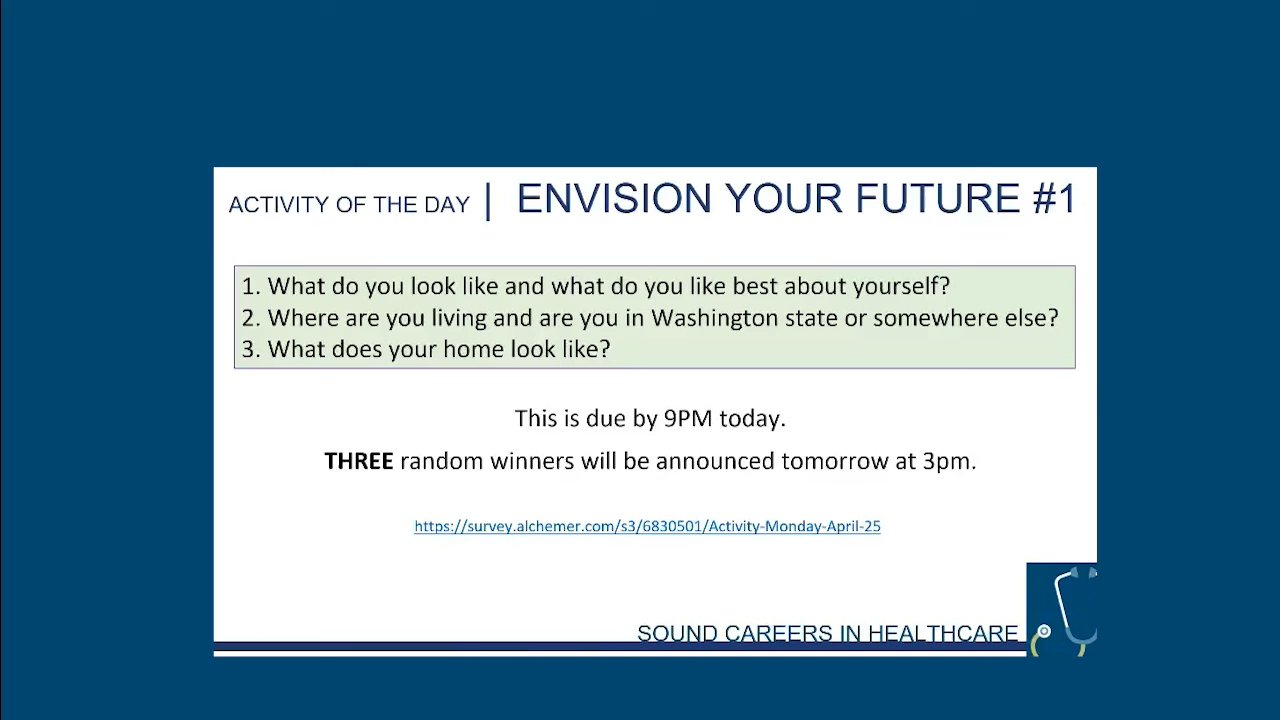 ACTIVITY OF THE DAY | ENVISION YOUR FUTURE #1
1. What do you look like and what do you like best about yourself?
2. Where are you living and are you in Washington state or somewhere else?
3. What does your home look like?
This is due by 9PM today.
THREE random winners will be announced tomorrow at 3pm.
https://survey.alchemer.com/s3/6830501/Activity-Monday-April-25
SOUND CAREERS IN HEALTHCARE